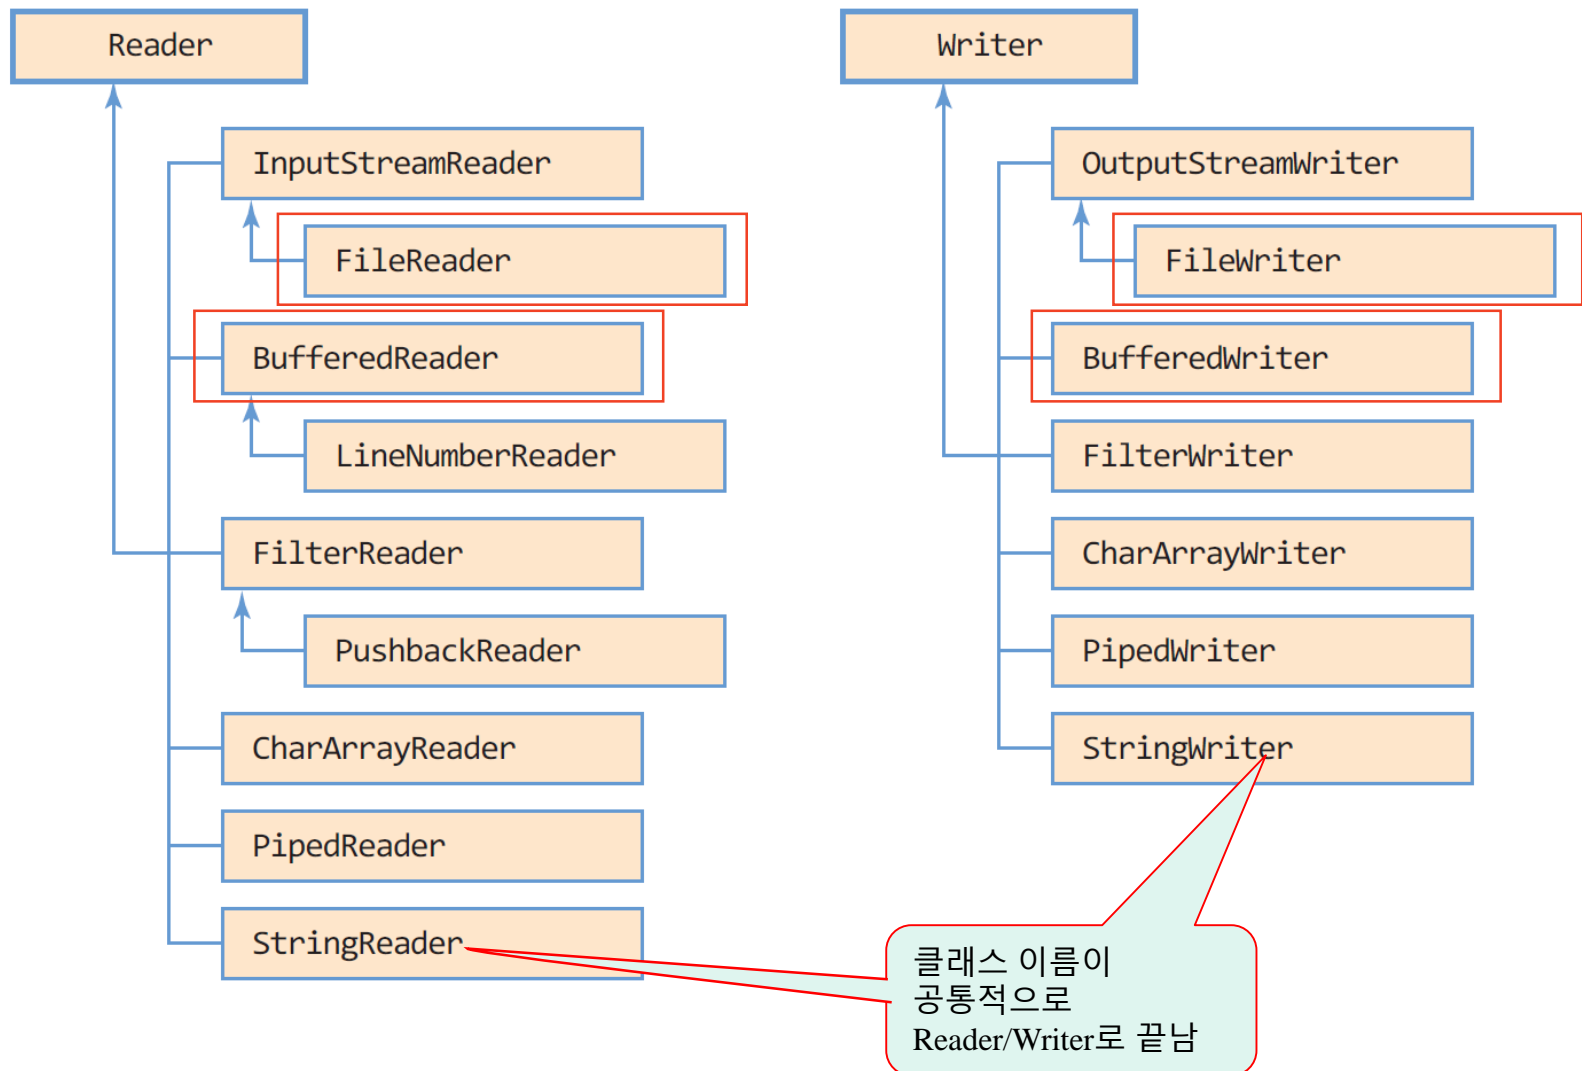 Reader
InputStreamReader
FileReader
BufferedReader
LineNumberReader
FilterReader
PushbackReader
CharArrayReader
PipedReader
StringReader
Writer
OutputStreamWriter
FileWriter
BufferedWriter
FilterWriter
CharArrayWriter
PipedWriter
StringWriter
클래스 이름이
공통적으로
Reader/Writer로 끝남